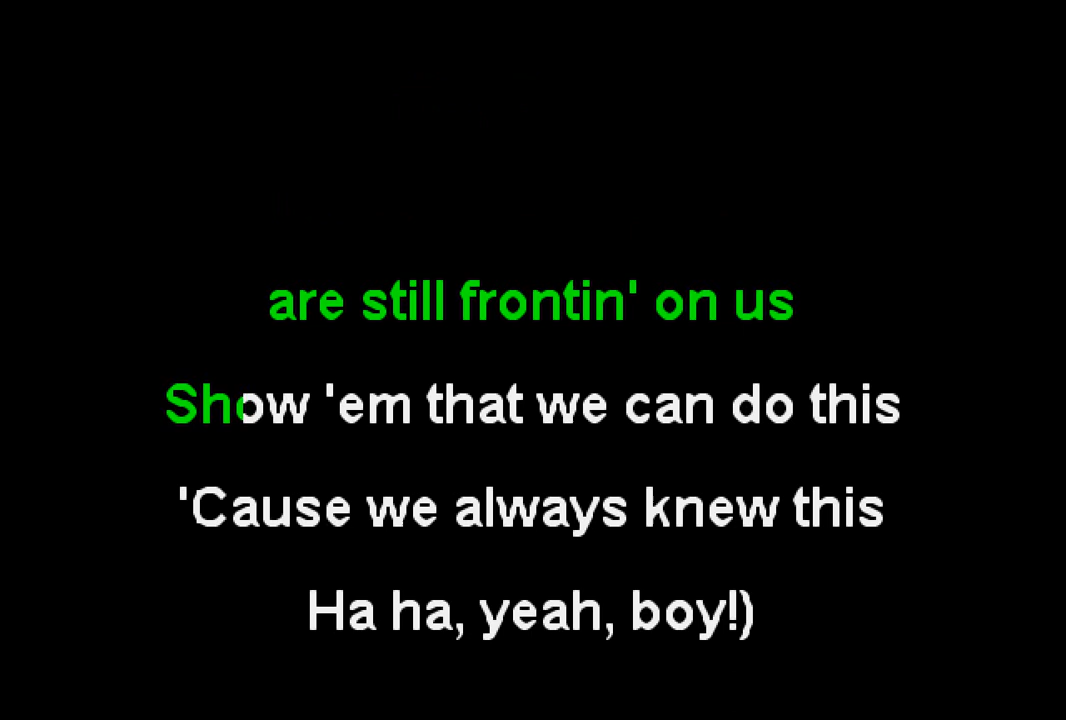 are still frontin' on us
Show 'em that we can do this
'Cause we always knew this
Ha ha, yeah, boy!)